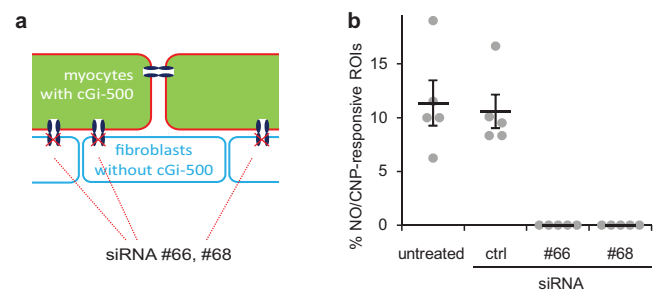 a
myocytes
with cGi-500
fibroblasts
without cGi-500
siRNA #66, #68
b
% NO/CNP-responsive ROIs
15
10
5
0
untreated
ctrl
#66
#68
siRNA